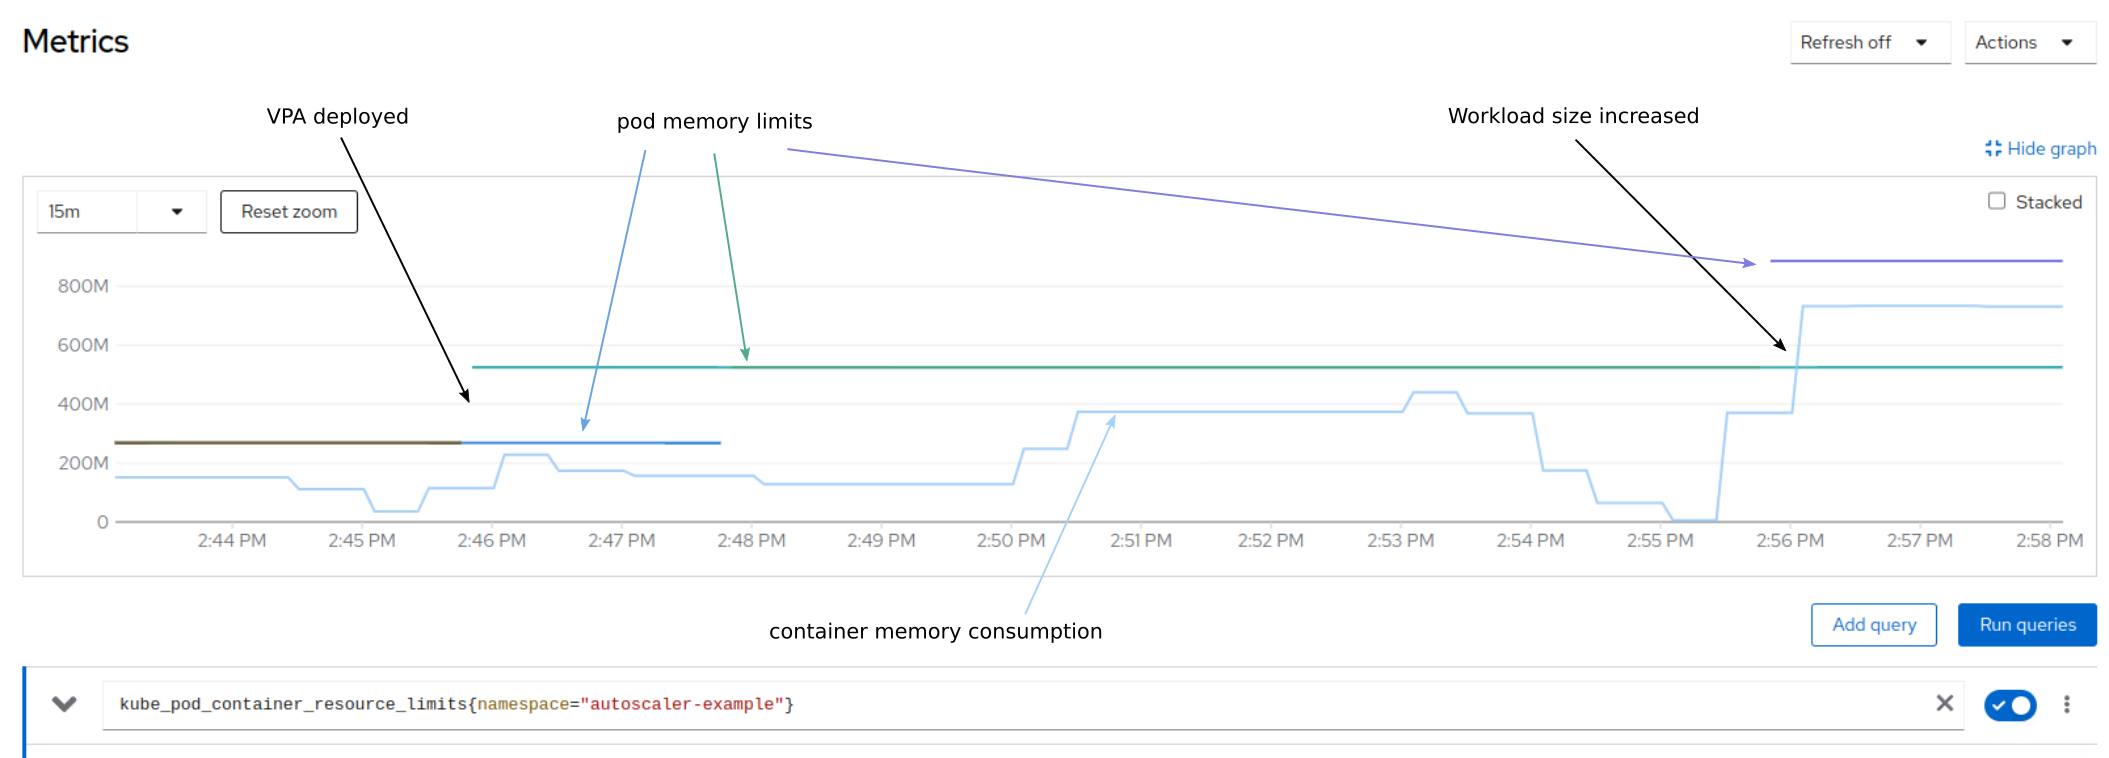 Metrics
Refresh off
Actions
VPA deployed
pod memory limits
Workload size increased
Hide graph
15m
Reset zoom
Stacked
800M
600M
400M
200M
0
2:44 PM 2:45 PM 2:46 PM 2:47 PM 2:48 PM 2:49 PM 2:50 PM 2:51 PM 2:52 PM 2:53 PM 2:54 PM 2:55 PM 2:56 PM 2:57 PM 2:58 PM
container memory consumption
Add query
Run queries
kube_pod_container_resource_limits{namespace="autoscaler-example"}